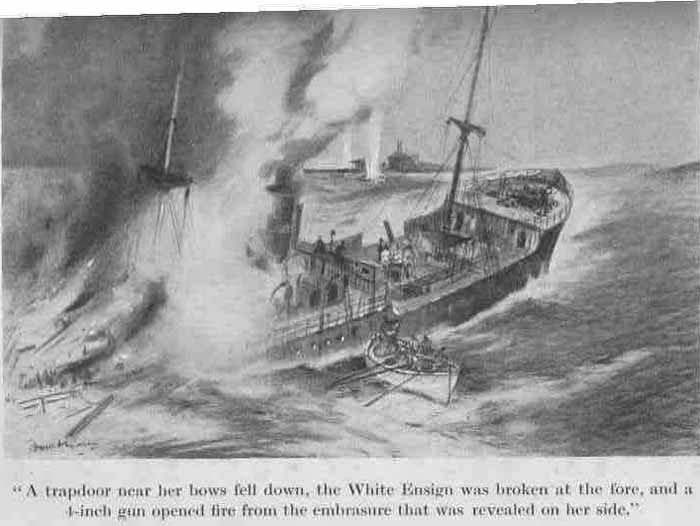 “ A trapdoor near her bows fell down, the White Ensign was broken at the fore, and a
4-inch gun opened fire from the embrasure that was revealed on her side.”